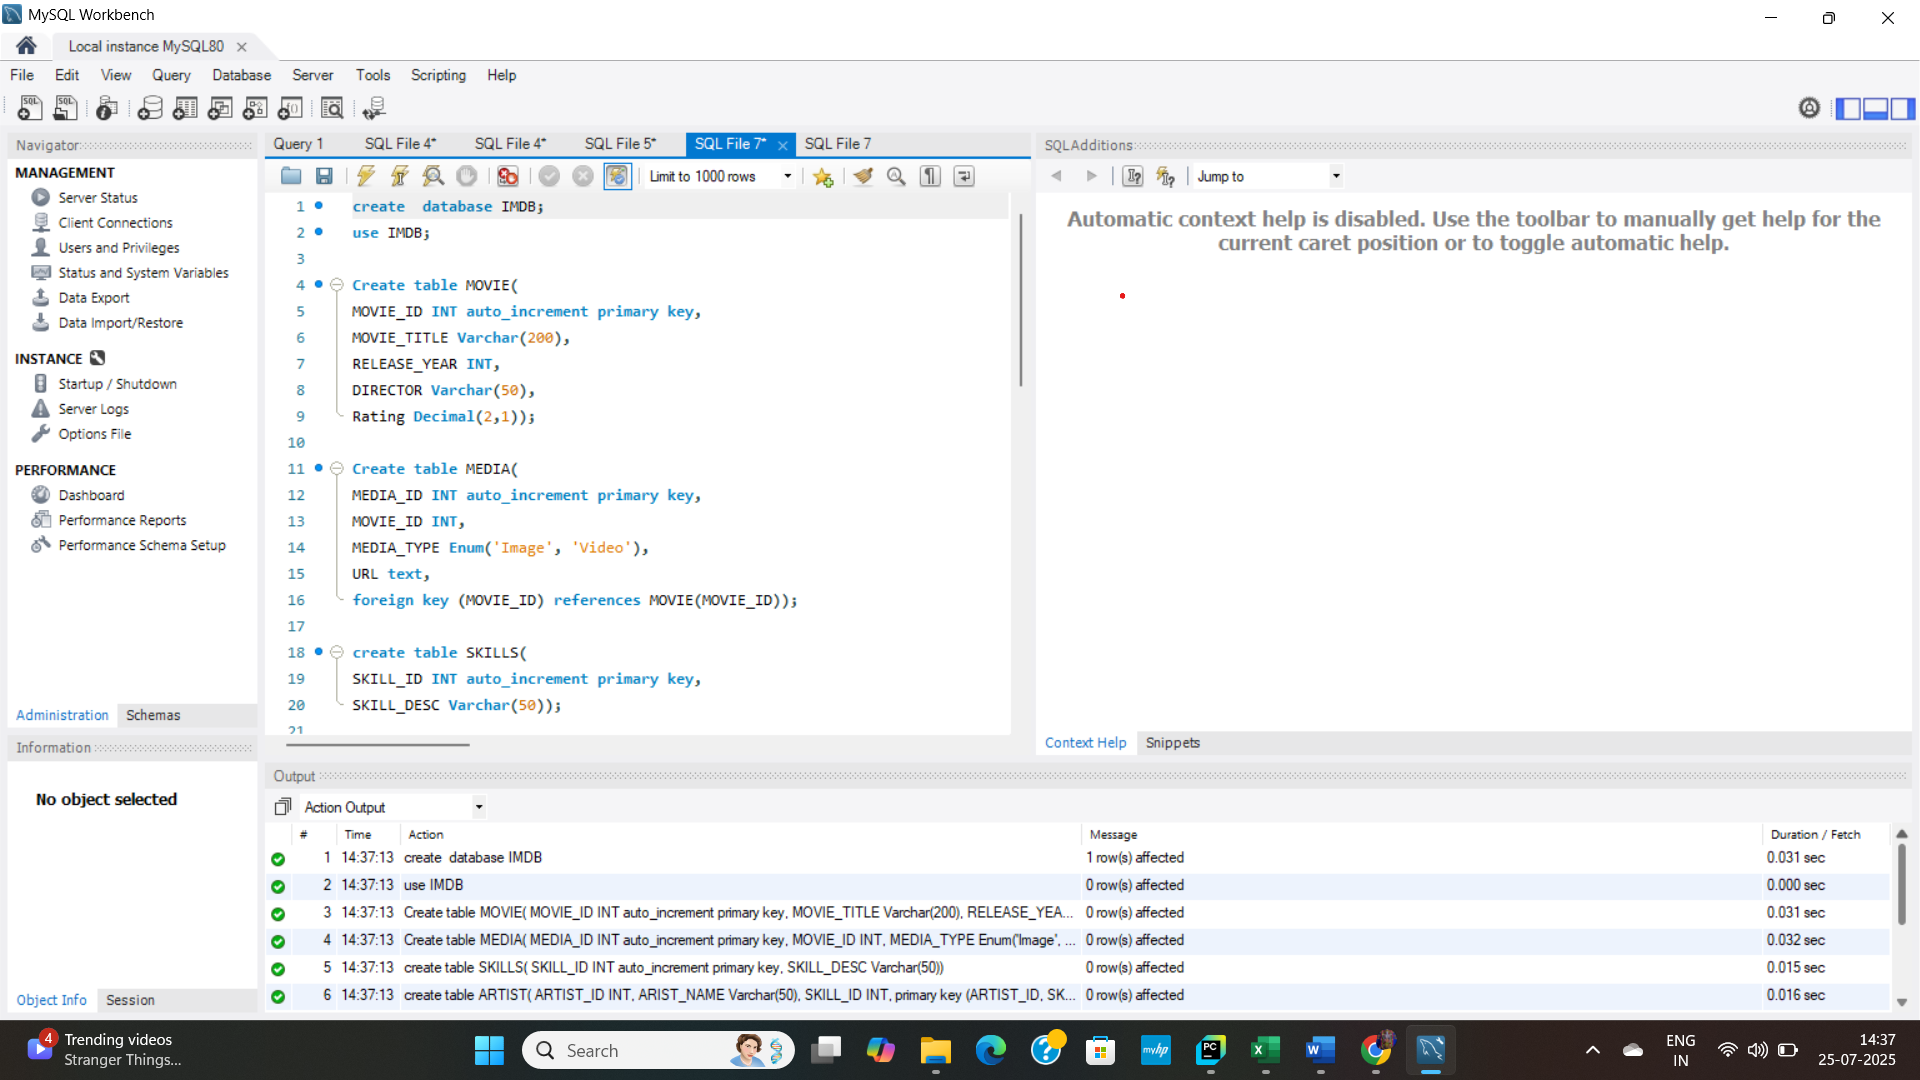 MySQL Workbench
Local instance MySQL80
File Edit View Query Database Server Tools Scripting Help
Navigator
MANAGEMENT
Server Status
Client Connections
Users and Privileges
Status and System Variables
Data Export
Data Import/Restore
INSTANCE
Startup / Shutdown
Server Logs
Options File
PERFORMANCE
Dashboard
Performance Reports
Performance Schema Setup
Administration Schemas
Information
No object selected
Object Info Session
Query 1 SQL File 4* SQL File 4* SQL File 5* SQL File 7* SQL File 7
Limit to 1000 rows
1 create  database IMDB;
2 use IMDB;
3
4 Create table MOVIE(
5 MOVIE_ID INT auto_increment primary key,
6 MOVIE_TITLE Varchar(200),
7 RELEASE_YEAR INT,
8 DIRECTOR Varchar(50),
9 Rating Decimal(2,1));
10
11 Create table MEDIA(
12 MEDIA_ID INT auto_increment primary key,
13 MOVIE_ID INT,
14 MEDIA_TYPE Enum('Image', 'Video'),
15 URL text,
16 foreign key (MOVIE_ID) references MOVIE(MOVIE_ID));
17
18 create table SKILLS(
19 SKILL_ID INT auto_increment primary key,
20 SKILL_DESC Varchar(50));
21
SQLAdditions
Jump to
Automatic context help is disabled. Use the toolbar to manually get help for the
current caret position or to toggle automatic help.
Context Help Snippets
Output
Action Output
# Time Action Message Duration / Fetch
1 14:37:13 create  database IMDB 1 row(s) affected 0.031 sec
2 14:37:13 use IMDB 0 row(s) affected 0.000 sec
3 14:37:13 Create table MOVIE( MOVIE_ID INT auto_increment primary key, MOVIE_TITLE Varchar(200), RELEASE_YEA... 0 row(s) affected 0.031 sec
4 14:37:13 Create table MEDIA( MEDIA_ID INT auto_increment primary key, MOVIE_ID INT, MEDIA_TYPE Enum('Image', ... 0 row(s) affected 0.032 sec
5 14:37:13 create table SKILLS( SKILL_ID INT auto_increment primary key, SKILL_DESC Varchar(50)) 0 row(s) affected 0.015 sec
6 14:37:13 create table ARTIST( ARTIST_ID INT, ARIST_NAME Varchar(50), SKILL_ID INT, primary key (ARTIST_ID, SK... 0 row(s) affected 0.016 sec
4
Trending videos
Stranger Things...
Search
myhp
PC
ENG
IN
14:37
25-07-2025